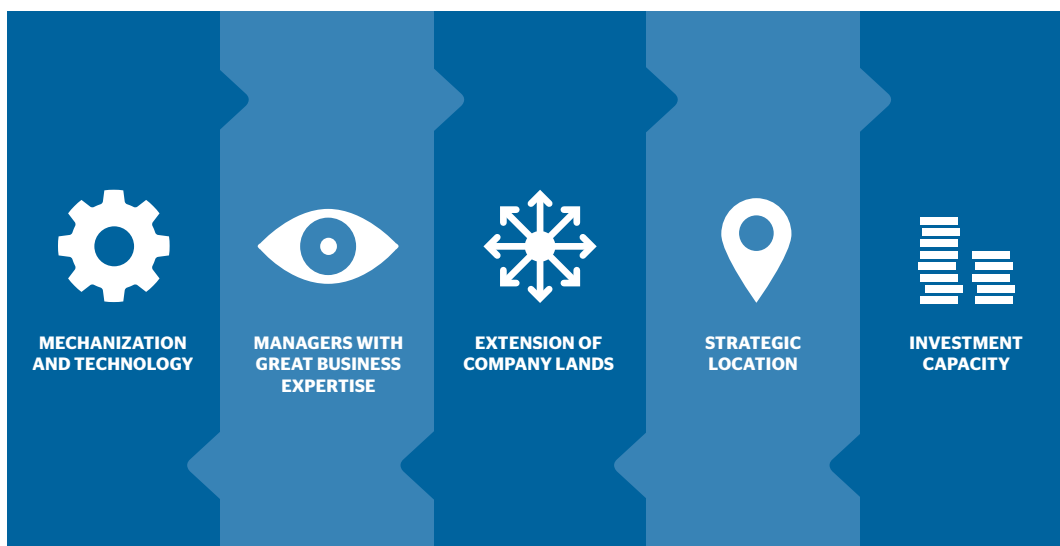 MECHANIZATION
AND TECHNOLOGY
MANAGERS WITH
GREAT BUSINESS
EXPERTISE
EXTENSION OF
COMPANY LANDS
STRATEGIC
LOCATION
INVESTMENT
CAPACITY